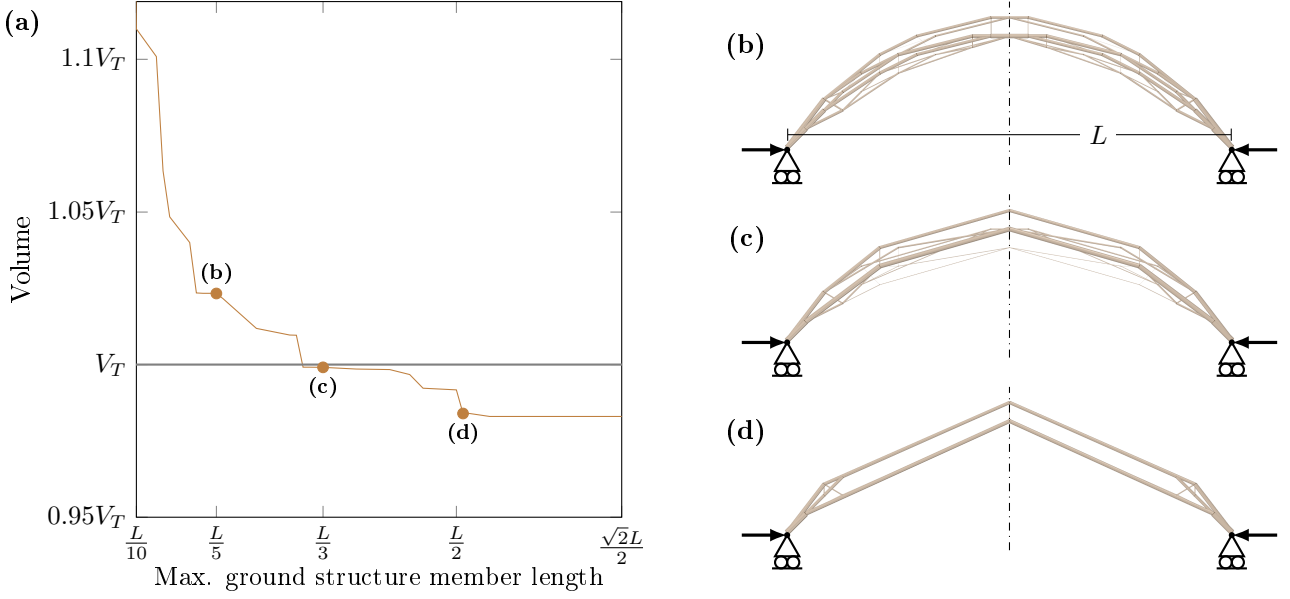 (a)
1.1V_T
1.05V_T
V_T
0.95V_T
Volume
(b)
(c)
(d)
L/10
L/5
L/3
L/2
√2L/2
Max. ground structure member length
(b)
L
(c)
(d)